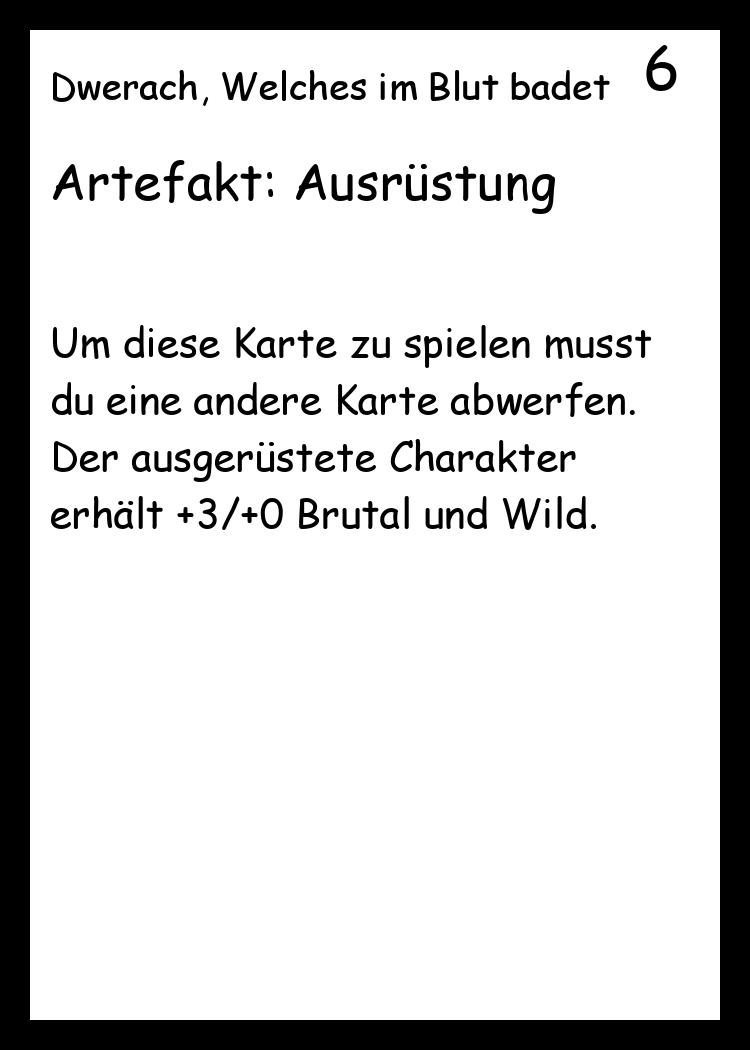 Dwerach, Welches im Blut badet 6
Artefakt: Ausrüstung
Um diese Karte zu spielen musst
du eine andere Karte abwerfen.
Der ausgerüstete Charakter
erhält +3/+0 Brutal und Wild.